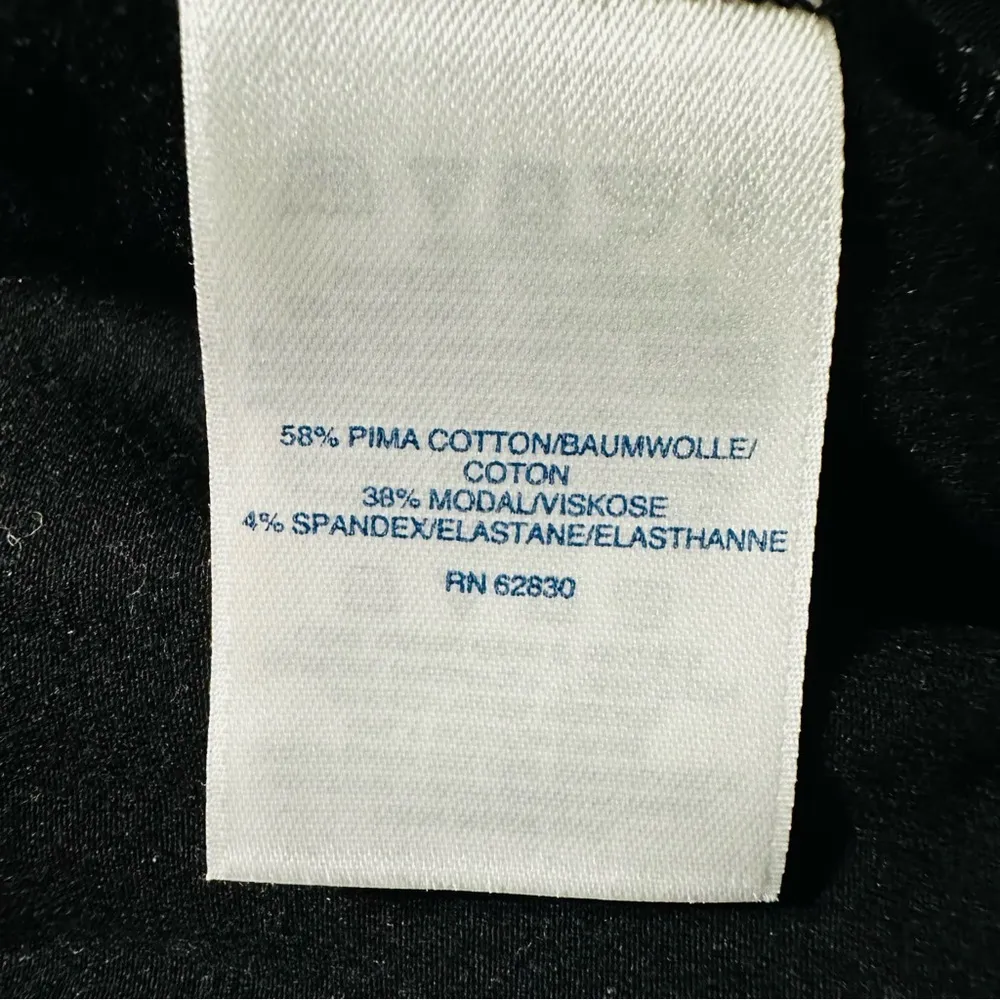 58% PIMA COTTON/BAUMWOLLE/
COTON
38% MODAL/VISKOSE
4% SPANDEX/ELASTANE/ELASTHANNE
RN 62830